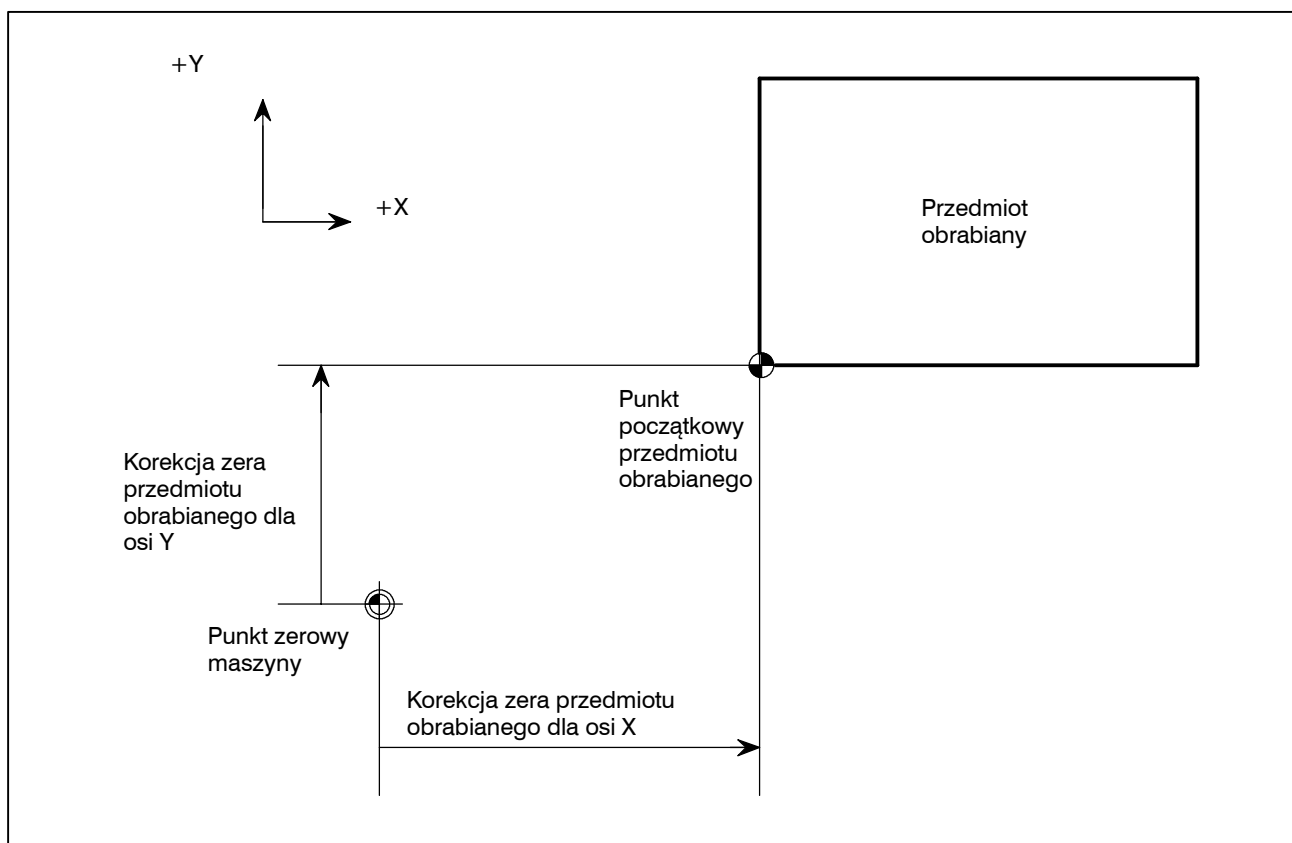 +Y
+X
Przedmiot
obrabiany
Punkt
początkowy
przedmiotu
obrabianego
Korekcja zera
przedmiotu
obrabianego dla
osi Y
Punkt zerowy
maszyny
Korekcja zera przedmiotu
obrabianego dla osi X